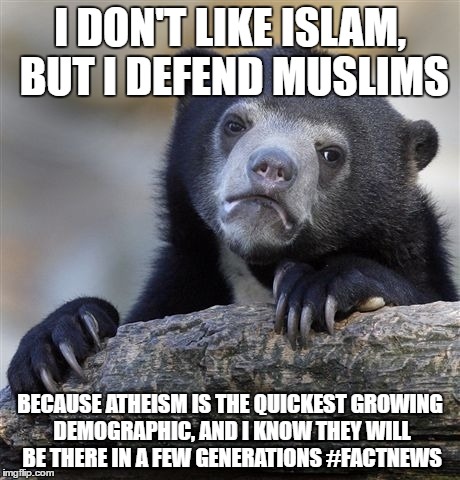 I DON'T LIKE ISLAM,
BUT I DEFEND MUSLIMS
BECAUSE ATHEISM IS THE QUICKEST GROWING
DEMOGRAPHIC, AND I KNOW THEY WILL
BE THERE IN A FEW GENERATIONS #FACTNEWS
imgflip.com